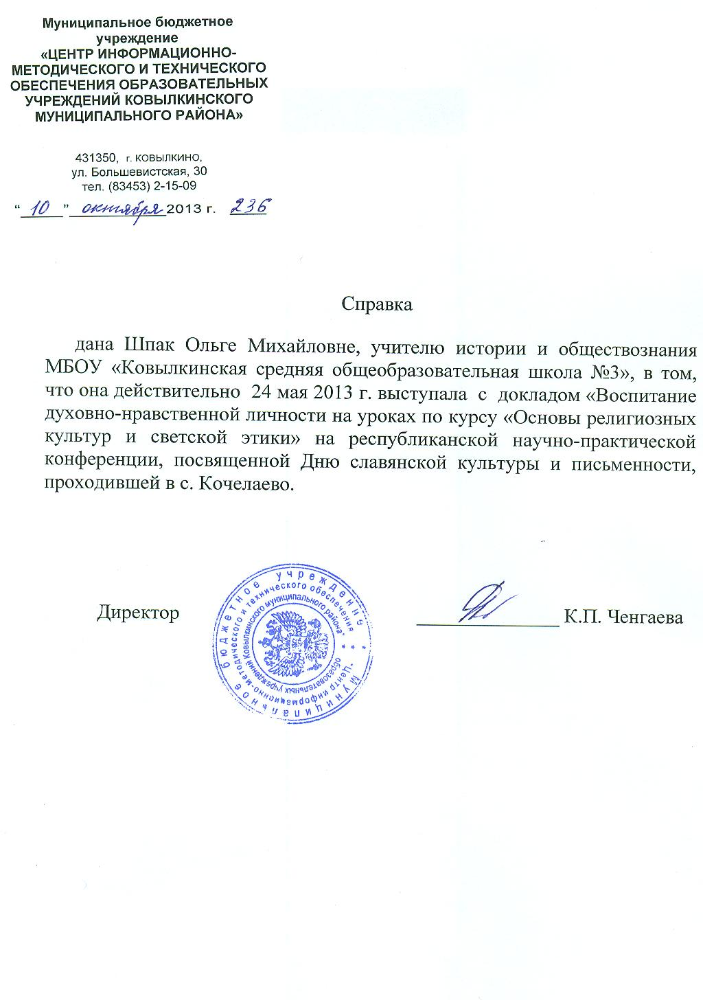 Муниципальное бюджетное
учреждение
«ЦЕНТР ИНФОРМАЦИОННО-
МЕТОДИЧЕСКОГО И ТЕХНИЧЕСКОГО
ОБЕСПЕЧЕНИЯ ОБРАЗОВАТЕЛЬНЫХ
УЧРЕЖДЕНИЙ КОВЫЛКИНСКОГО
МУНИЦИПАЛЬНОГО РАЙОНА»
431350, г. КОВЫЛКИНО,
ул. Большевистская, 30
тел. (83453) 2-15-09
“ 10 ” октября 2013 г. 236
Справка
дана Шпак Ольге Михайловне, учителю истории и обществознания
МБОУ «Ковылкинская средняя общеобразовательная школа №3», в том,
что она действительно 24 мая 2013 г. выступала с докладом «Воспитание
духовно-нравственной личности на уроках по курсу «Основы религиозных
культур и светской этики» на республиканской научно-практической
конференции, посвященной Дню славянской культуры и письменности,
проходившей в с. Кочелаево.
Директор
К.П. Ченгаева
Муниципальное бюджетное учреждение * *
"Центр информационно-методического и технического обеспечения
образовательных учреждений Ковылкинского муниципального района" *